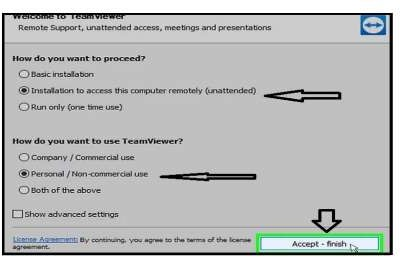 Welcome to TeamViewer
Remote Support, unattended access, meetings and presentations
How do you want to proceed?
Basic installation
Installation to access this computer remotely (unattended)
Run only (one time use)
How do you want to use TeamViewer?
Company / Commercial use
Personal / Non-commercial use
Both of the above
Show advanced settings
License Agreement: By continuing, you agree to the terms of the license
agreement.
Accept - finish